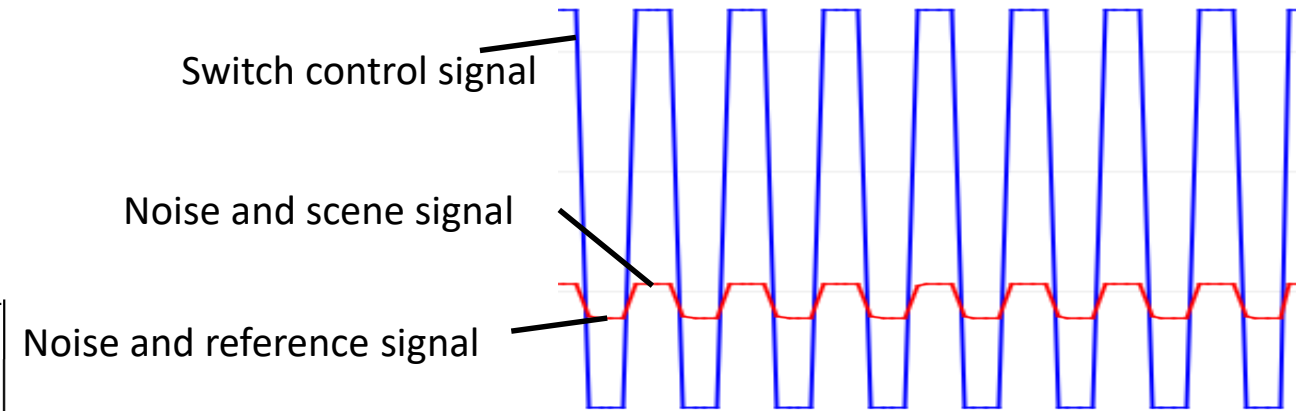 Switch control signal
Noise and scene signal
Noise and reference signal